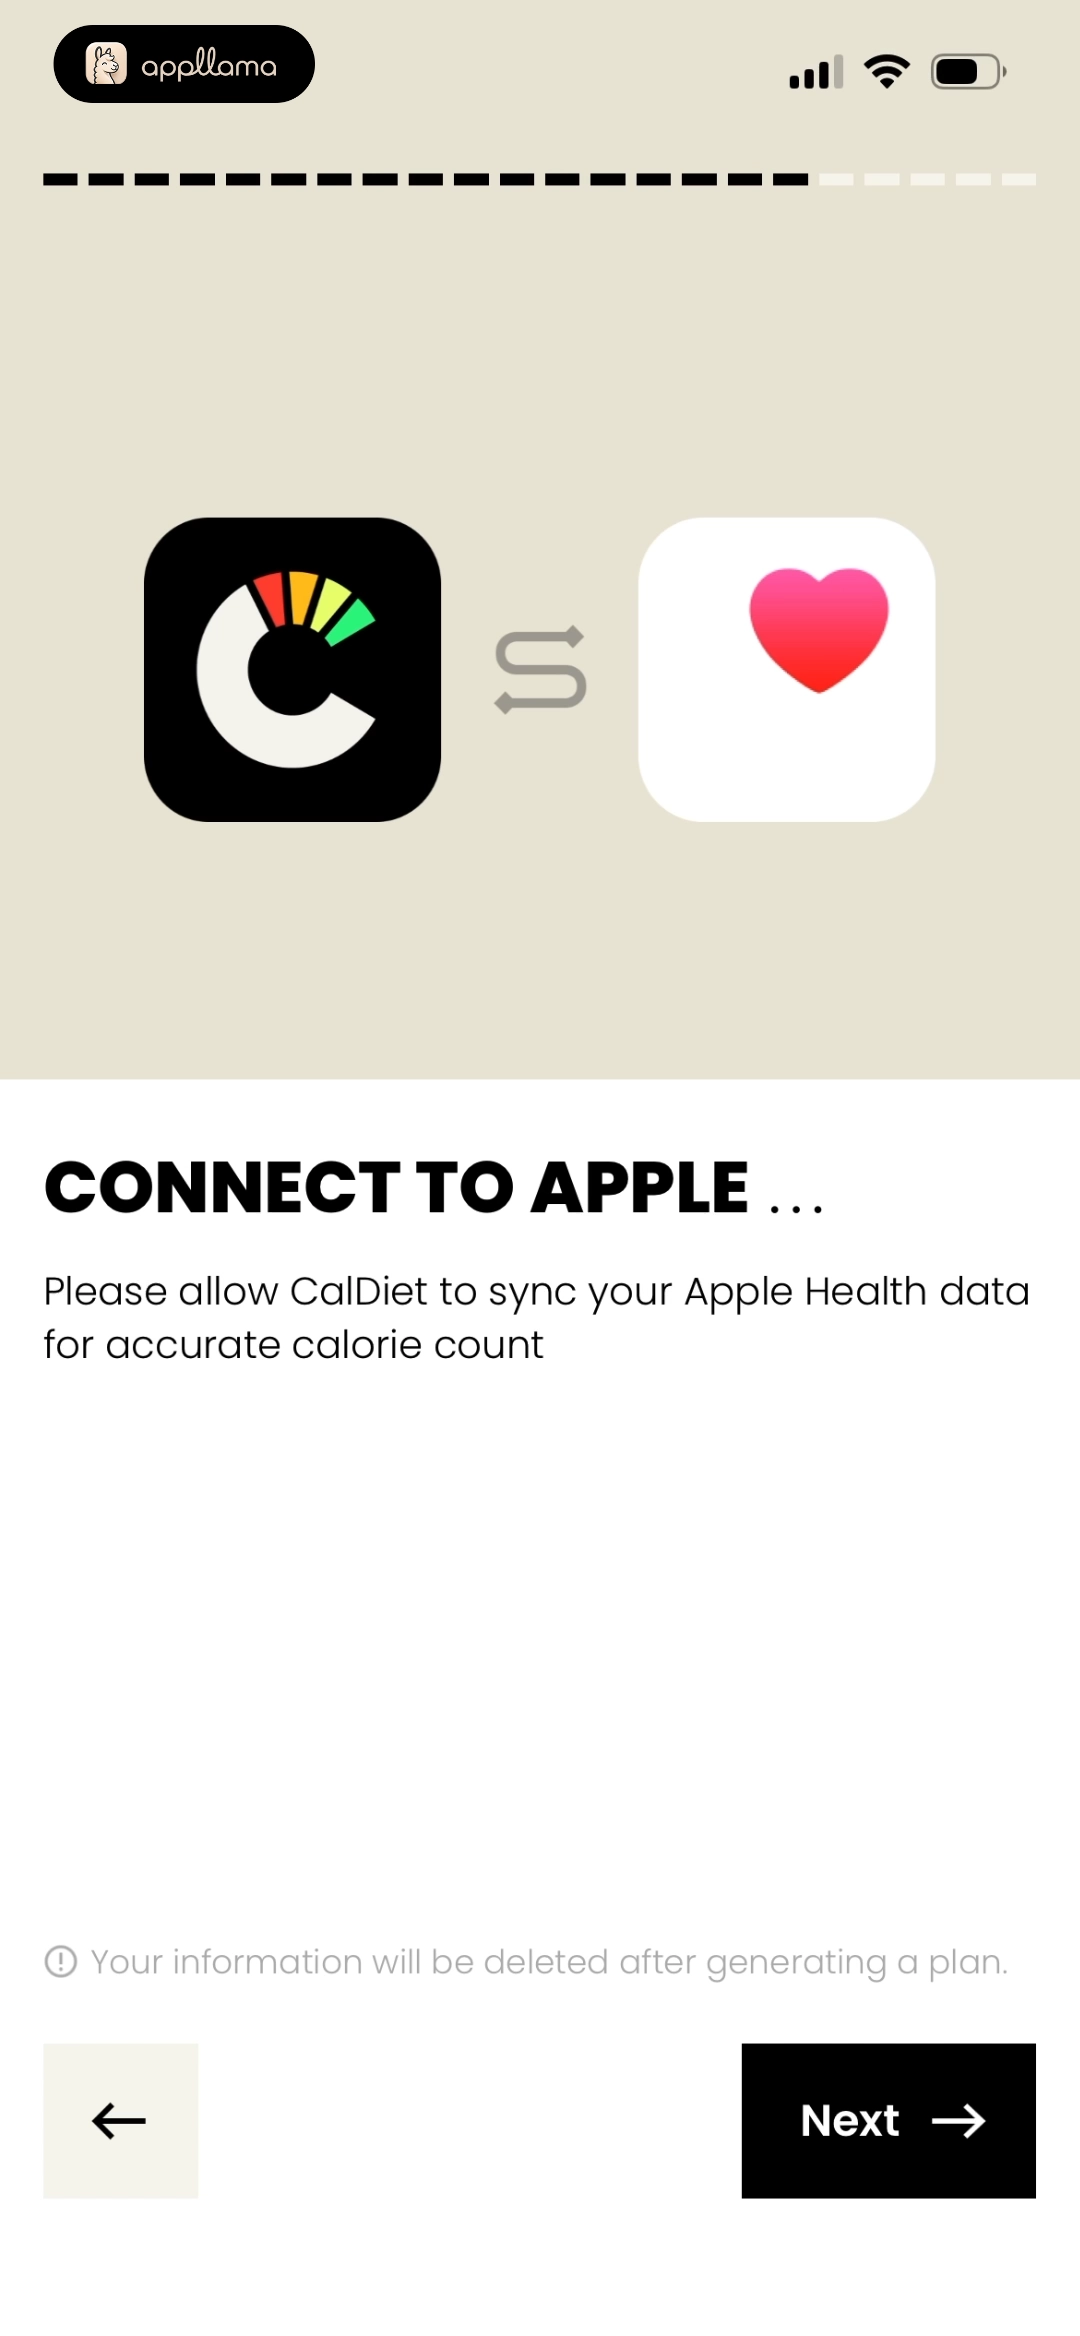 appllama
CONNECT TO APPLE ...
Please allow CalDiet to sync your Apple Health data
for accurate calorie count
Your information will be deleted after generating a plan.
Next